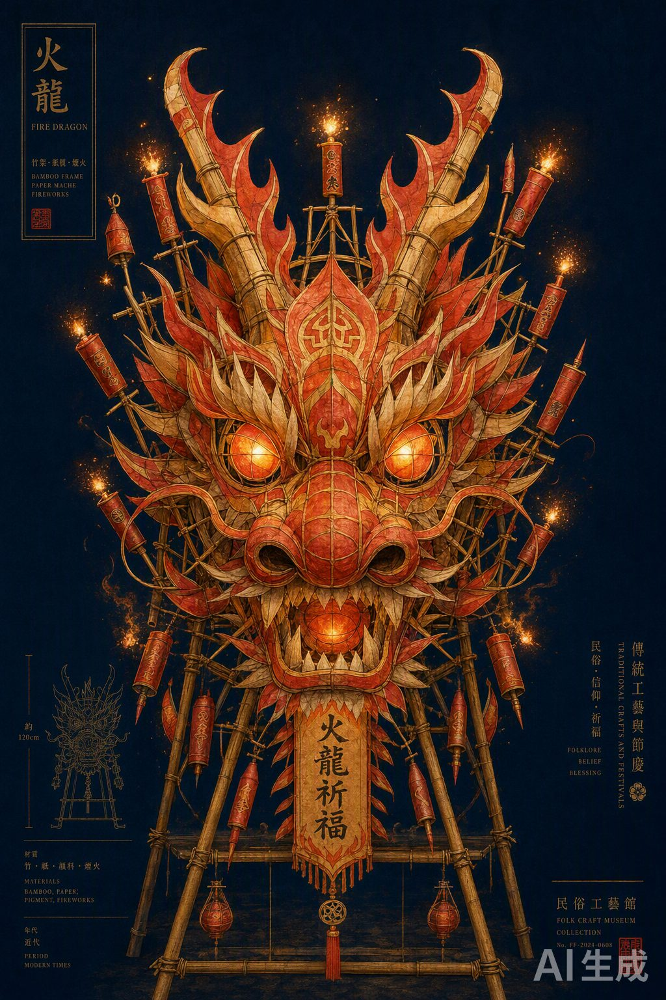 火龍
FIRE DRAGON
竹架・紙劄・煙火
BAMBOO FRAME
PAPER MACHE
FIREWORKS
火龍祈福
約
120cm
材質
竹・紙・顏料・煙火
MATERIALS
BAMBOO, PAPER,
PIGMENT, FIREWORKS
年代
近代
PERIOD
MODERN TIMES
傳統工藝與節慶
TRADITIONAL CRAFTS AND FESTIVALS
民俗・信仰・祈福
FOLKLORE
BELIEF
BLESSING
民俗工藝館
FOLK CRAFT MUSEUM
COLLECTION
No. FF-2024-0608
AI生成